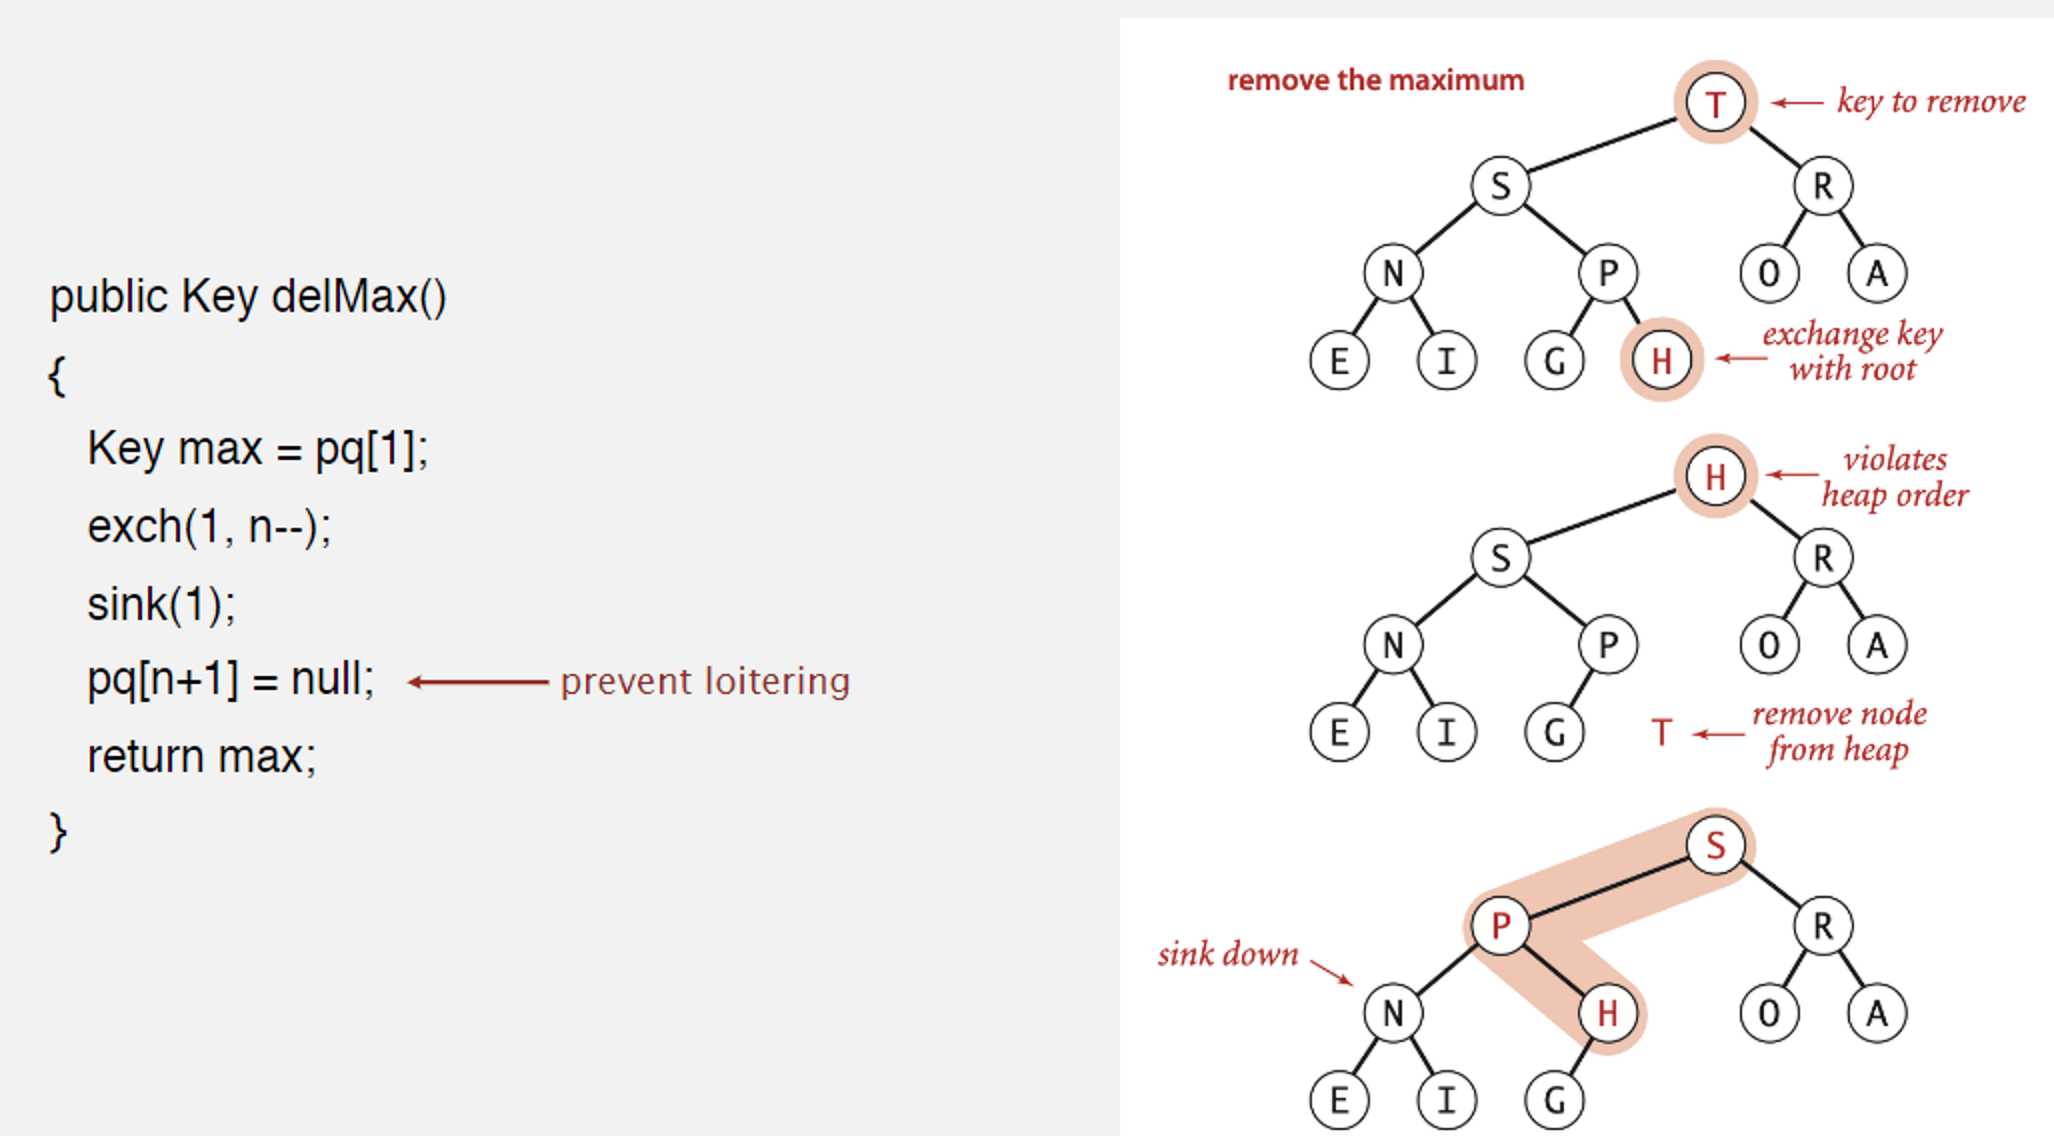 public Key delMax()
{
Key max = pq[1];
exch(1, n--);
sink(1);
pq[n+1] = null; prevent loitering
return max;
}
remove the maximum
T key to remove
S R
N P O A
exchange key
with root
E I G H
H violates
heap order
S R
N P O A
E I G T remove node
from heap
S
P R
sink down
N H O A
E I G